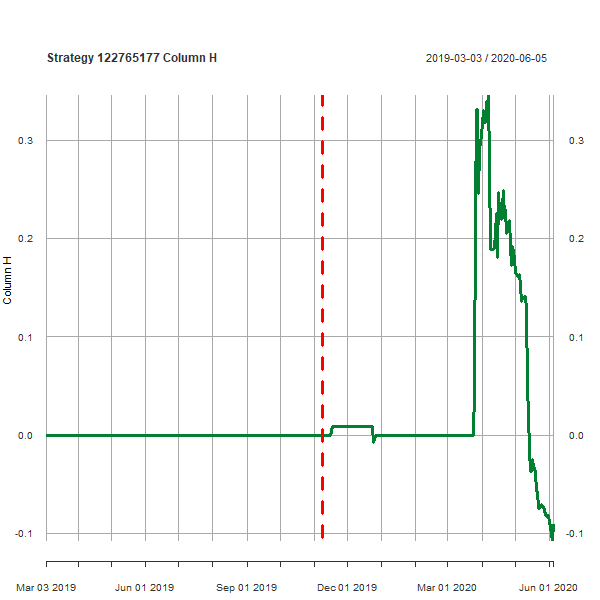 Strategy 122765177 Column H
2019-03-03 / 2020-06-05
0.3
0.3
0.2
0.2
Column H
0.1
0.1
0.0
0.0
-0.1
-0.1
Mar 03 2019
Jun 01 2019
Sep 01 2019
Dec 01 2019
Mar 01 2020
Jun 01 2020